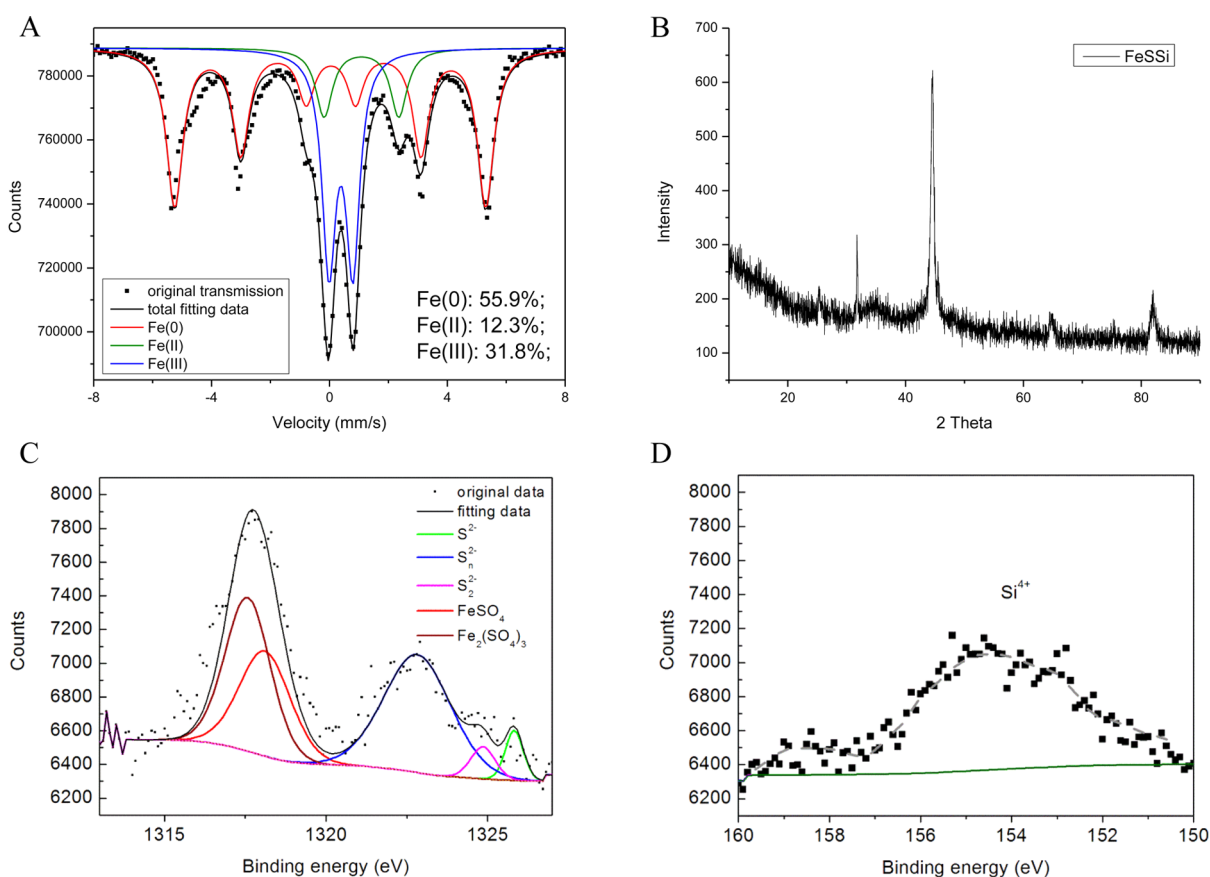 A
Counts
780000
760000
740000
720000
700000
original transmission
total fitting data
Fe(0)
Fe(II)
Fe(III)
Fe(0): 55.9%;
Fe(II): 12.3%;
Fe(III): 31.8%;
-8 -4 0 4 8
Velocity (mm/s)
B
Intensity
700
600
500
400
300
200
100
FeSSi
20 40 60 80
2 Theta
C
Counts
8000
7800
7600
7400
7200
7000
6800
6600
6400
6200
original data
fitting data
S²⁻
Sₙ²⁻
S₂²⁻
FeSO₄
Fe₂(SO₄)₃
1315 1320 1325
Binding energy (eV)
D
Counts
8000
7800
7600
7400
7200
7000
6800
6600
6400
6200
Si⁴⁺
160 158 156 154 152 150
Binding energy (eV)